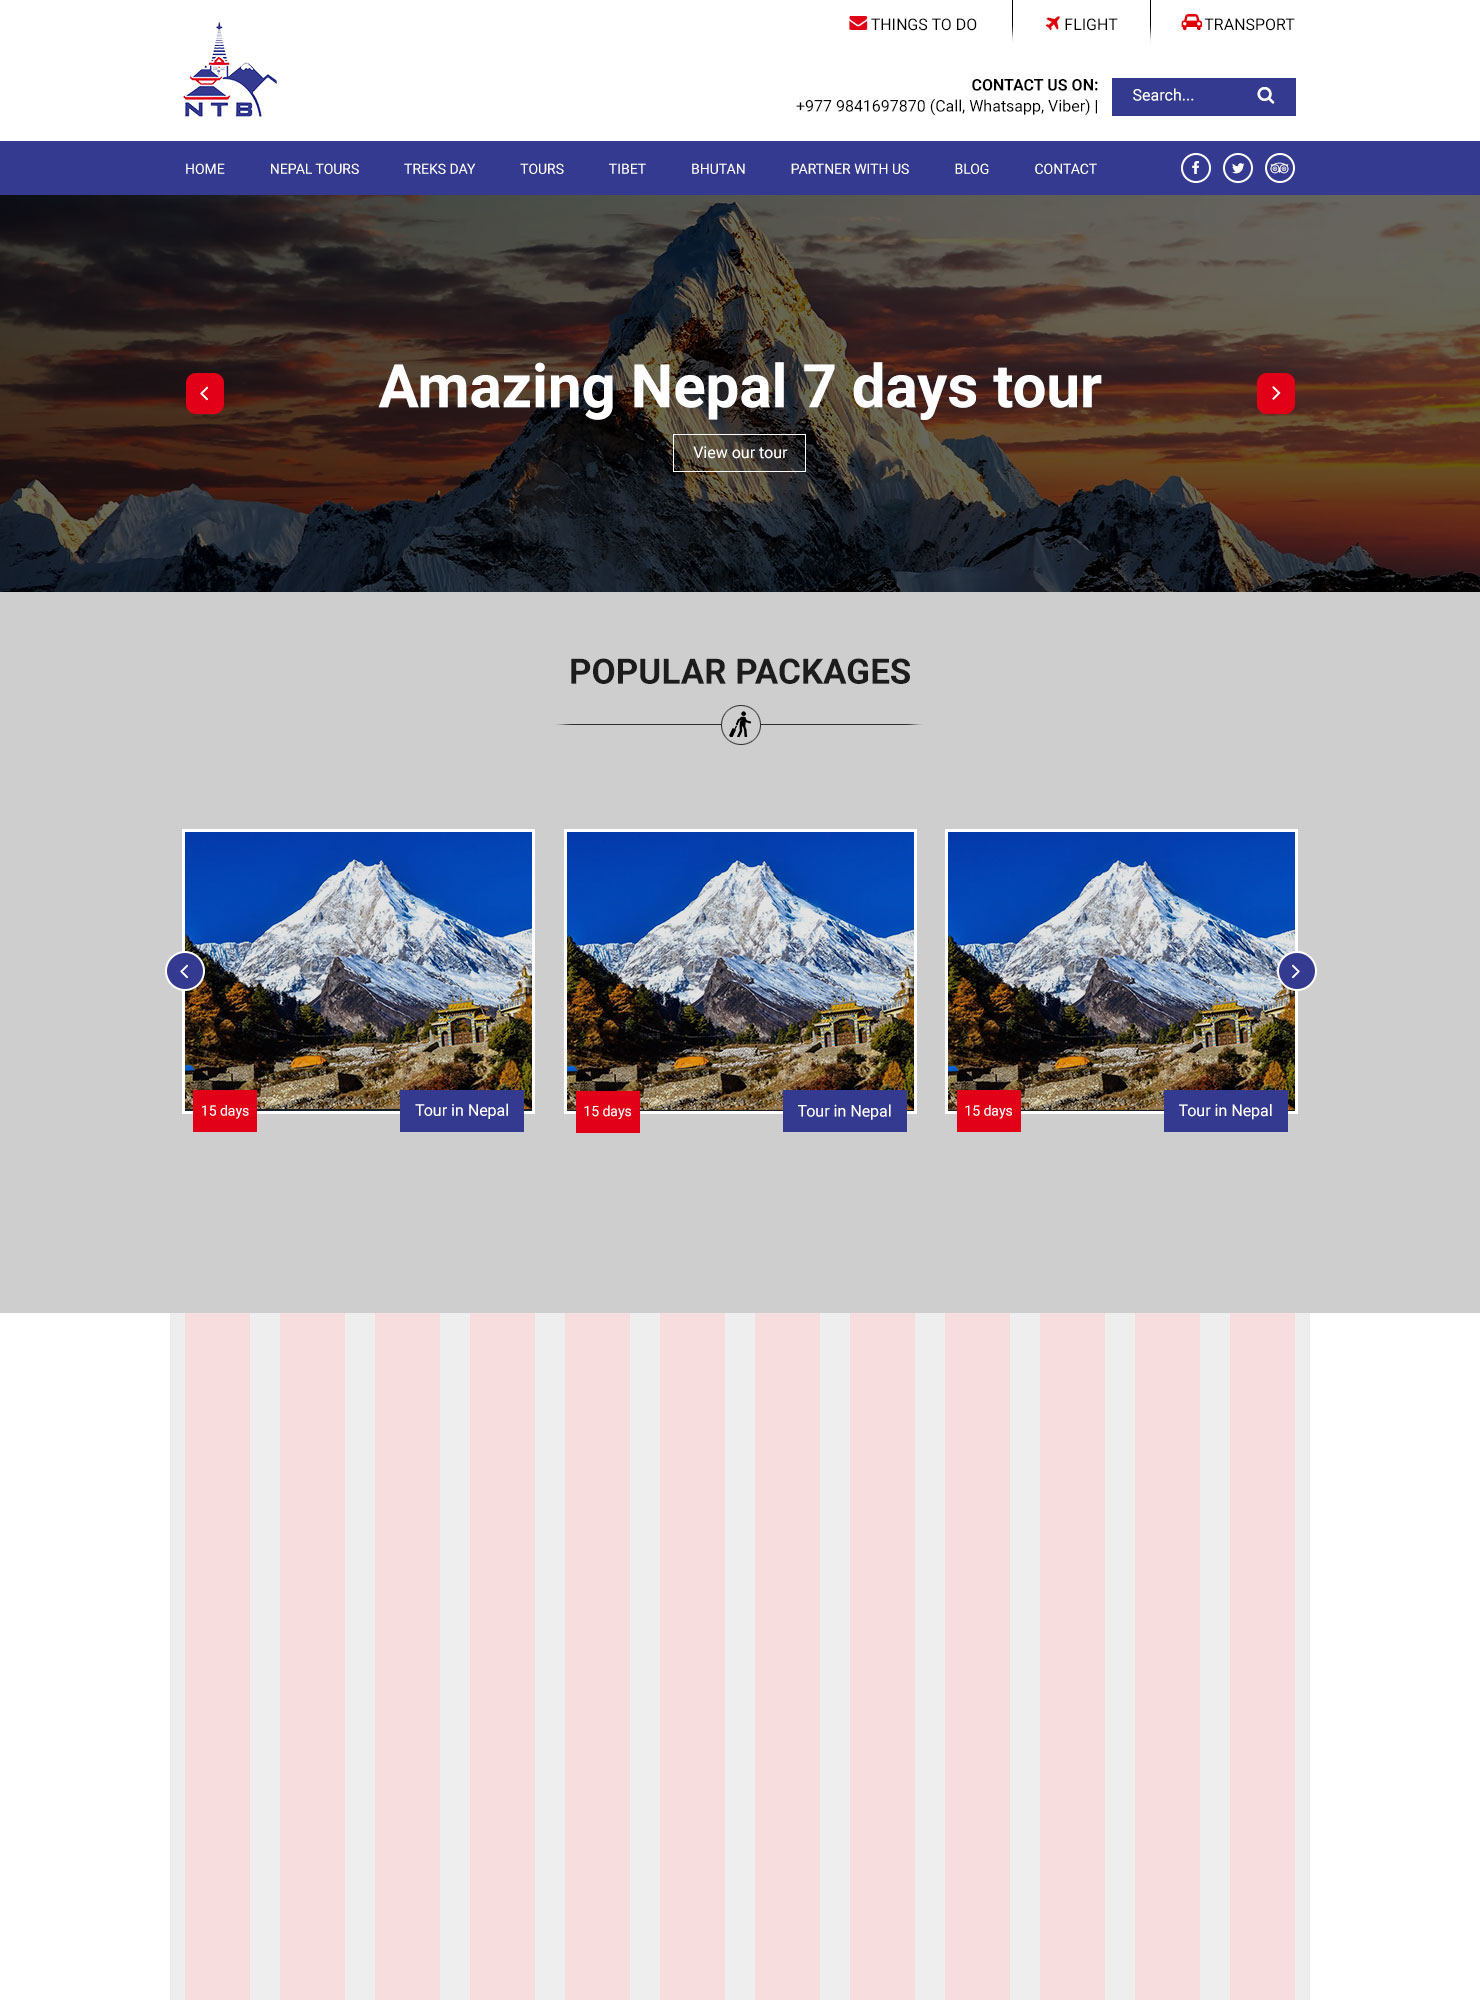 THINGS TO DO
FLIGHT
TRANSPORT
NTB
CONTACT US ON:
+977 9841697870 (Call, Whatsapp, Viber) |
Search...
HOME
NEPAL TOURS
TREKS DAY
TOURS
TIBET
BHUTAN
PARTNER WITH US
BLOG
CONTACT
Amazing Nepal 7 days tour
View our tour
POPULAR PACKAGES
15 days
Tour in Nepal
15 days
Tour in Nepal
15 days
Tour in Nepal